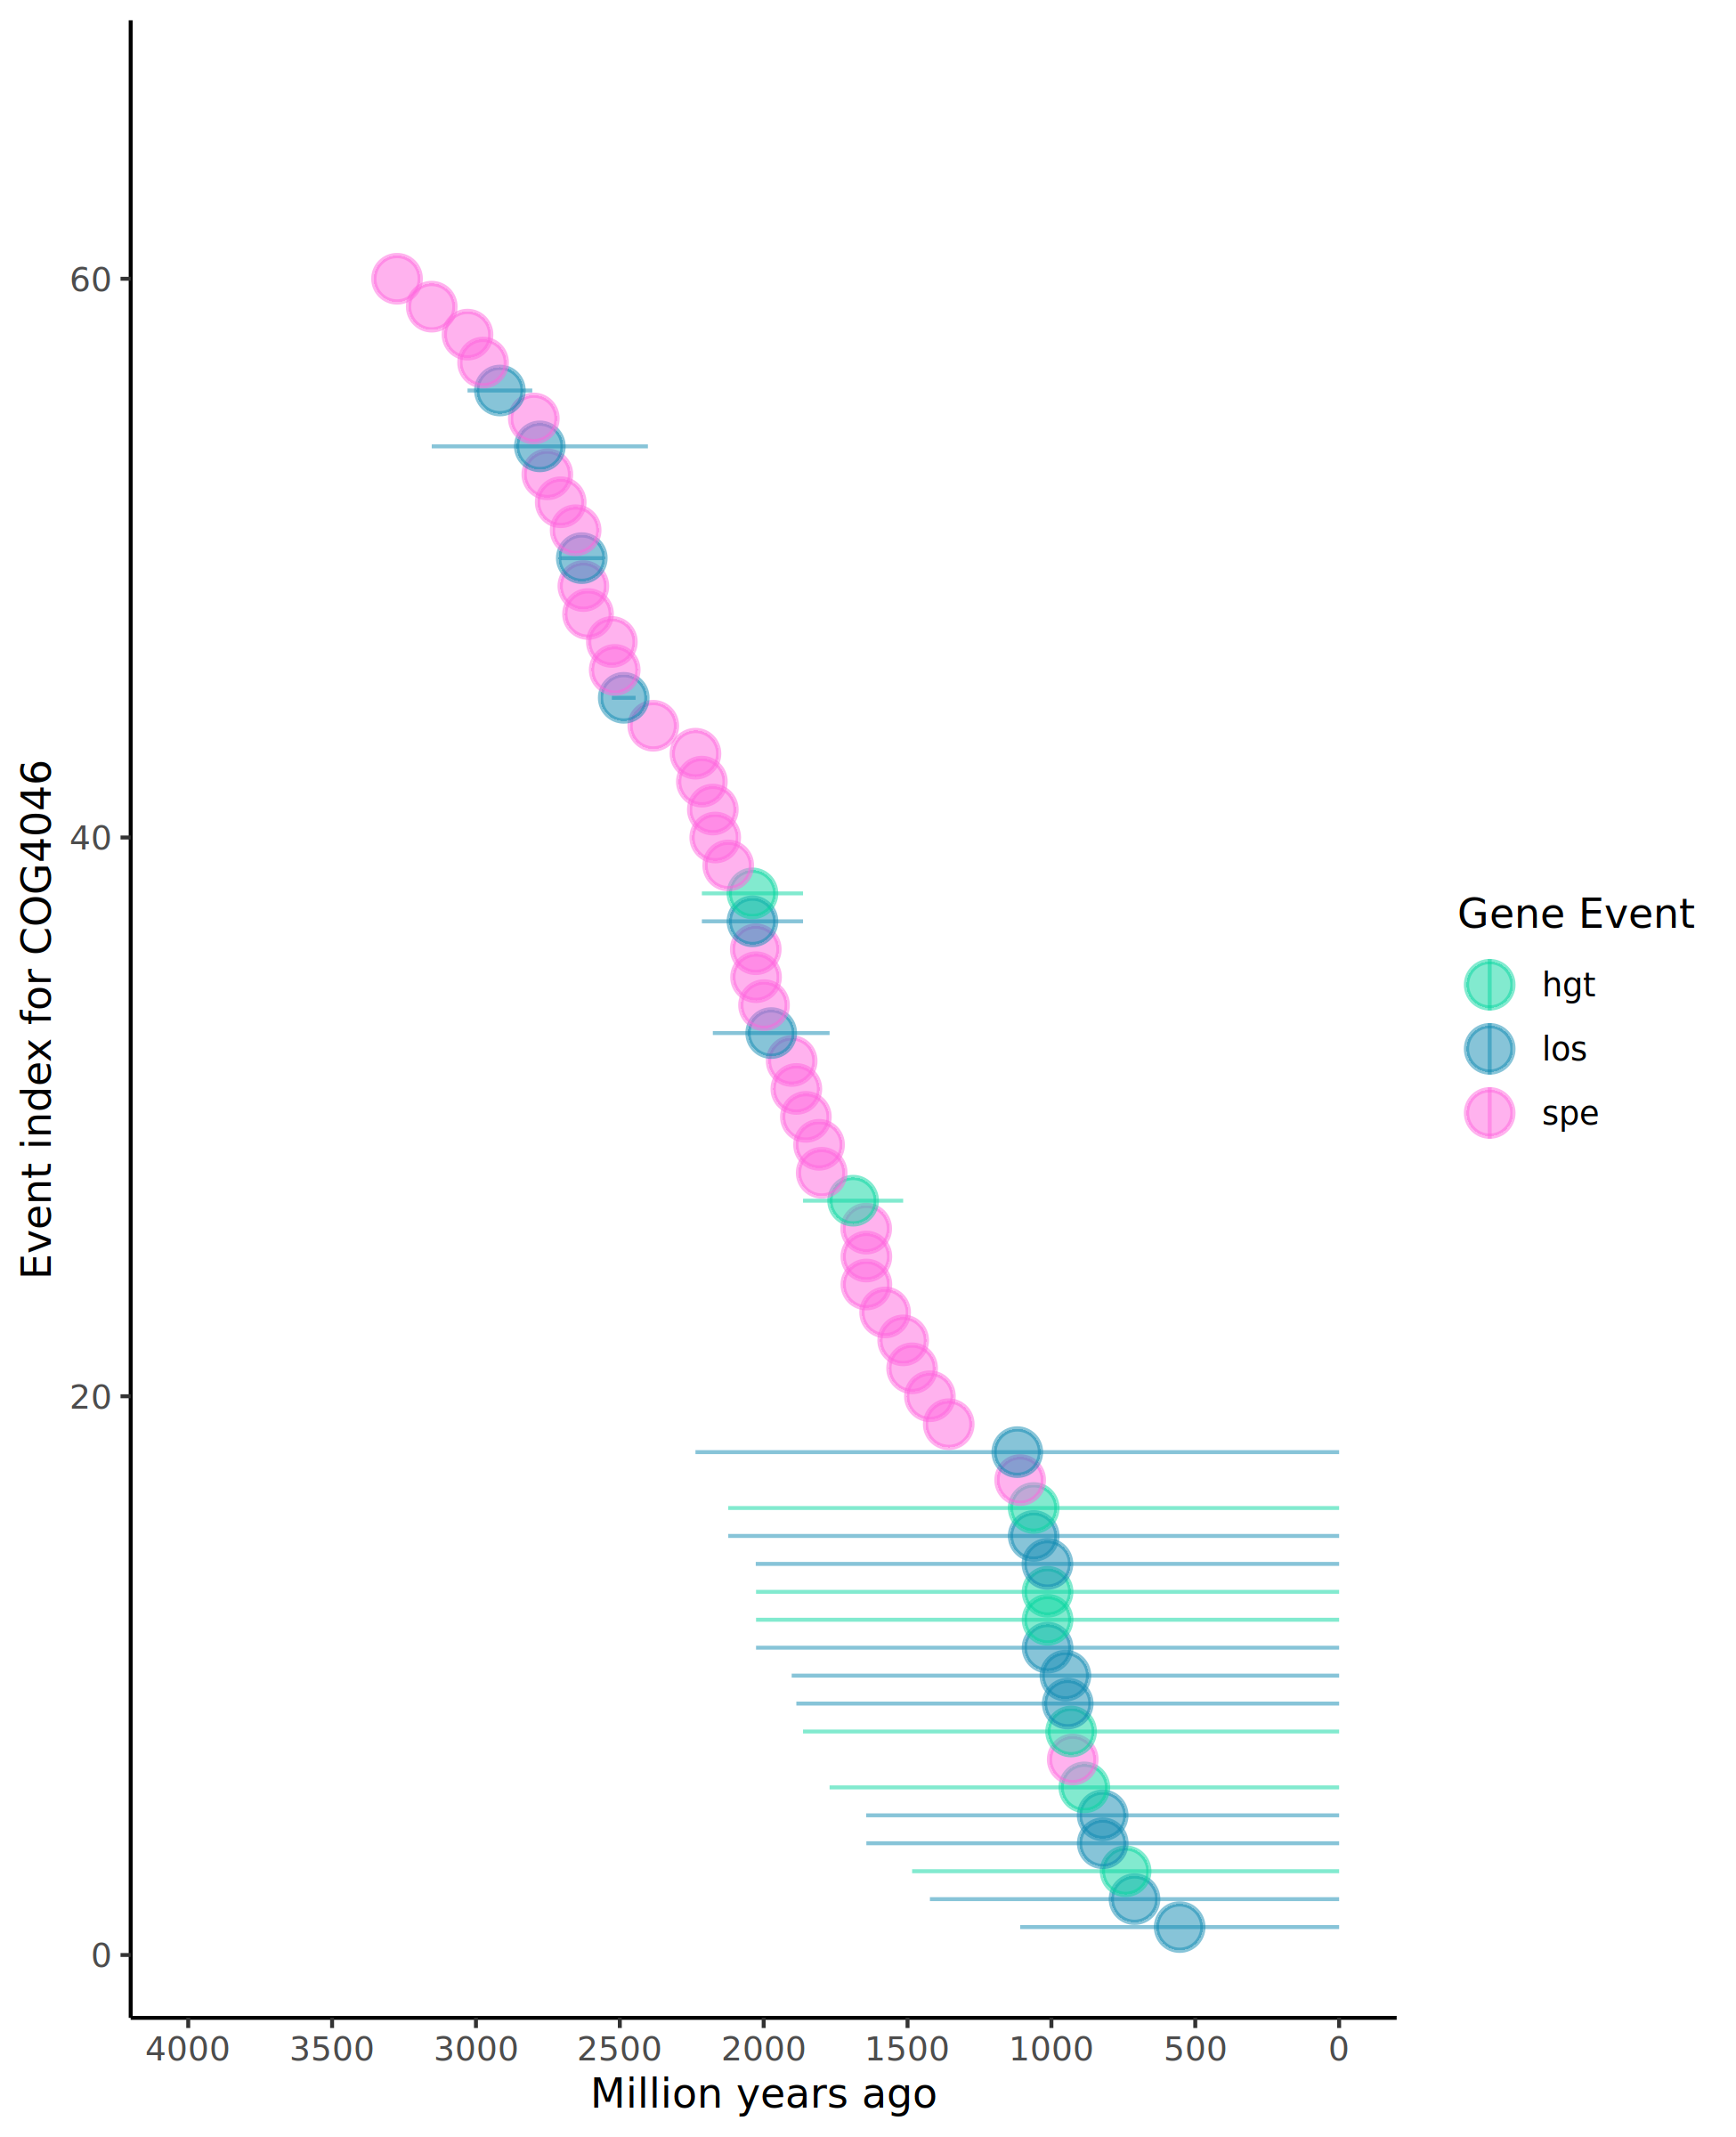 Event index for COG4046
60
40
20
0
4000 3500 3000 2500 2000 1500 1000 500 0
Million years ago
Gene Event
hgt
los
spe